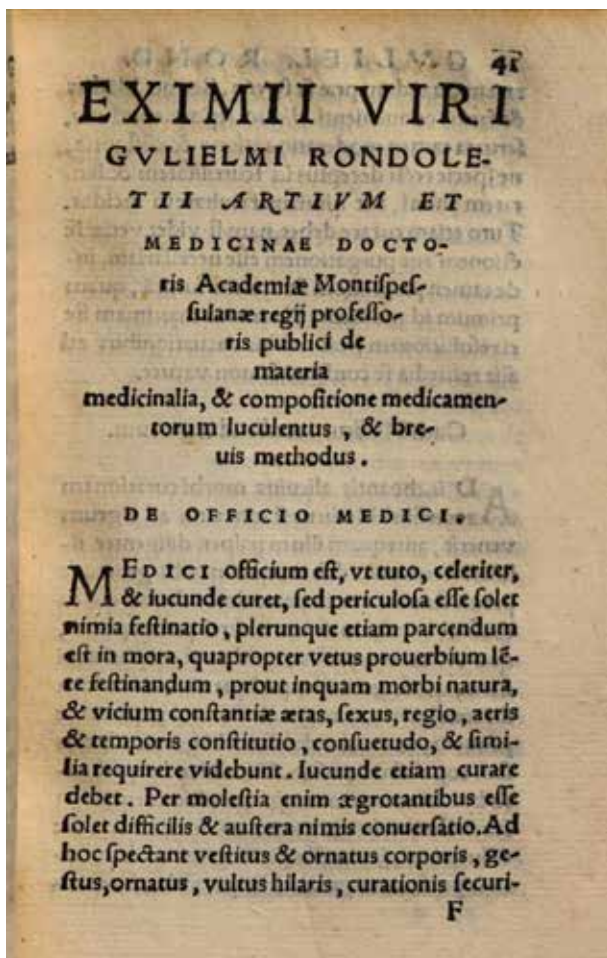 41
EXIMII VIRI
GVLIELMI RONDOLE-
TII ARTIVM ET
MEDICINAE DOCTO-
ris Academiæ Montiſpeſ-
ſulanæ regij profeſſo-
ris publici de
materia
medicinalia, & compoſitione medicamen-
torum luculentus, & bre-
uis methodus.
DE OFFICIO MEDICI.
MEDICI officium eſt, vt tuto, celeriter,
& iucunde curet, ſed periculoſa eſſe ſolet
nimia feſtinatio, plerunque etiam parcendum
eſt in mora, quapropter vetus prouerbium lē-
te feſtinandum, prout inquam morbi natura,
& vicium conſtantiæ ætas, ſexus, regio, aeris
& temporis conſtitutio, conſuetudo, & ſimi-
lia requirere videbunt. Iucunde etiam curare
debet. Per moleſtia enim ægrotantibus eſſe
ſolet difficilis & auſtera nimis conuerſatio. Ad
hoc ſpectant veſtitus & ornatus corporis, ge-
ſtus, ornatus, vultus hilaris, curationis ſecuri-
F